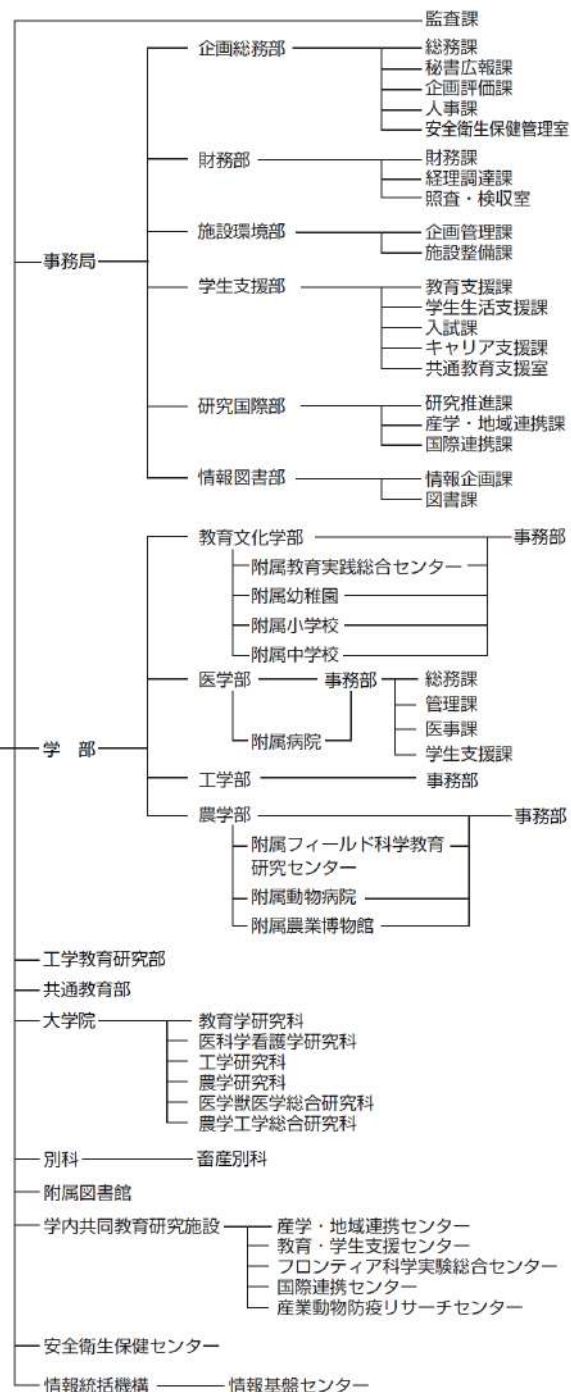 監査課
企画総務部
総務課
秘書広報課
企画評価課
人事課
安全衛生保健管理室
財務部
財務課
経理調達課
照査・検収室
施設環境部
企画管理課
施設整備課
事務局
学生支援部
教育支援課
学生生活支援課
入試課
キャリア支援課
共通教育支援室
研究国際部
研究推進課
産学・地域連携課
国際連携課
情報図書部
情報企画課
図書課
教育文化学部
事務部
附属教育実践総合センター
附属幼稚園
附属小学校
附属中学校
医学部
事務部
総務課
管理課
医事課
学生支援課
附属病院
学 部
工学部
事務部
農学部
事務部
附属フィールド科学教育
研究センター
附属動物病院
附属農業博物館
工学教育研究部
共通教育部
大学院
教育学研究科
医科学看護学研究科
工学研究科
農学研究科
医学獣医学総合研究科
農学工学総合研究科
別科
畜産別科
附属図書館
学内共同教育研究施設
産学・地域連携センター
教育・学生支援センター
フロンティア科学実験総合センター
国際連携センター
産業動物防疫リサーチセンター
安全衛生保健センター
情報統括機構
情報基盤センター